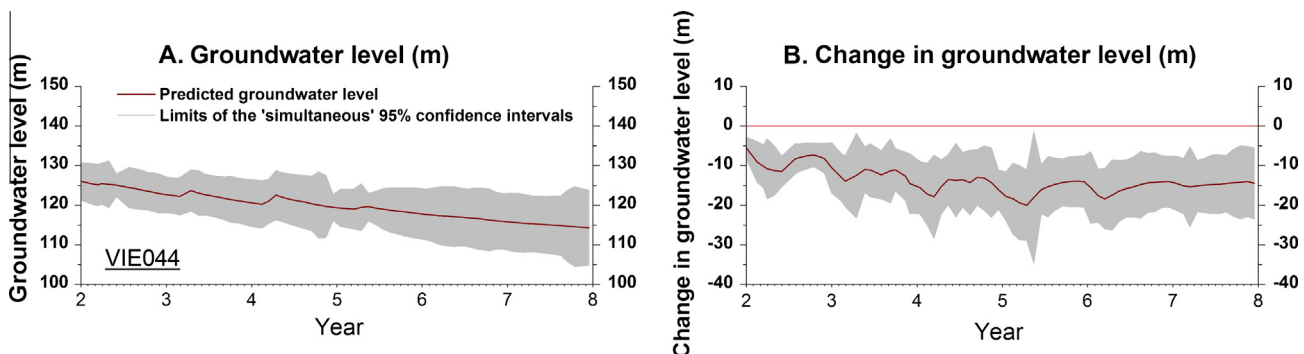 A. Groundwater level (m)
Groundwater level (m)
150
140
130
120
110
100
Predicted groundwater level
Limits of the 'simultaneous' 95% confidence intervals
VIE044
150
140
130
120
110
100
2 3 4 5 6 7 8
Year
B. Change in groundwater level (m)
Change in groundwater level (m)
10
0
-10
-20
-30
-40
10
0
-10
-20
-30
-40
2 3 4 5 6 7 8
Year